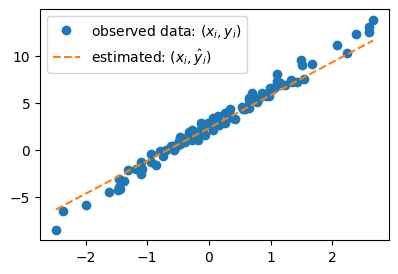 observed data: (xᵢ, yᵢ)
estimated: (xᵢ, ŷᵢ)
10
5
0
−5
−2 −1 0 1 2